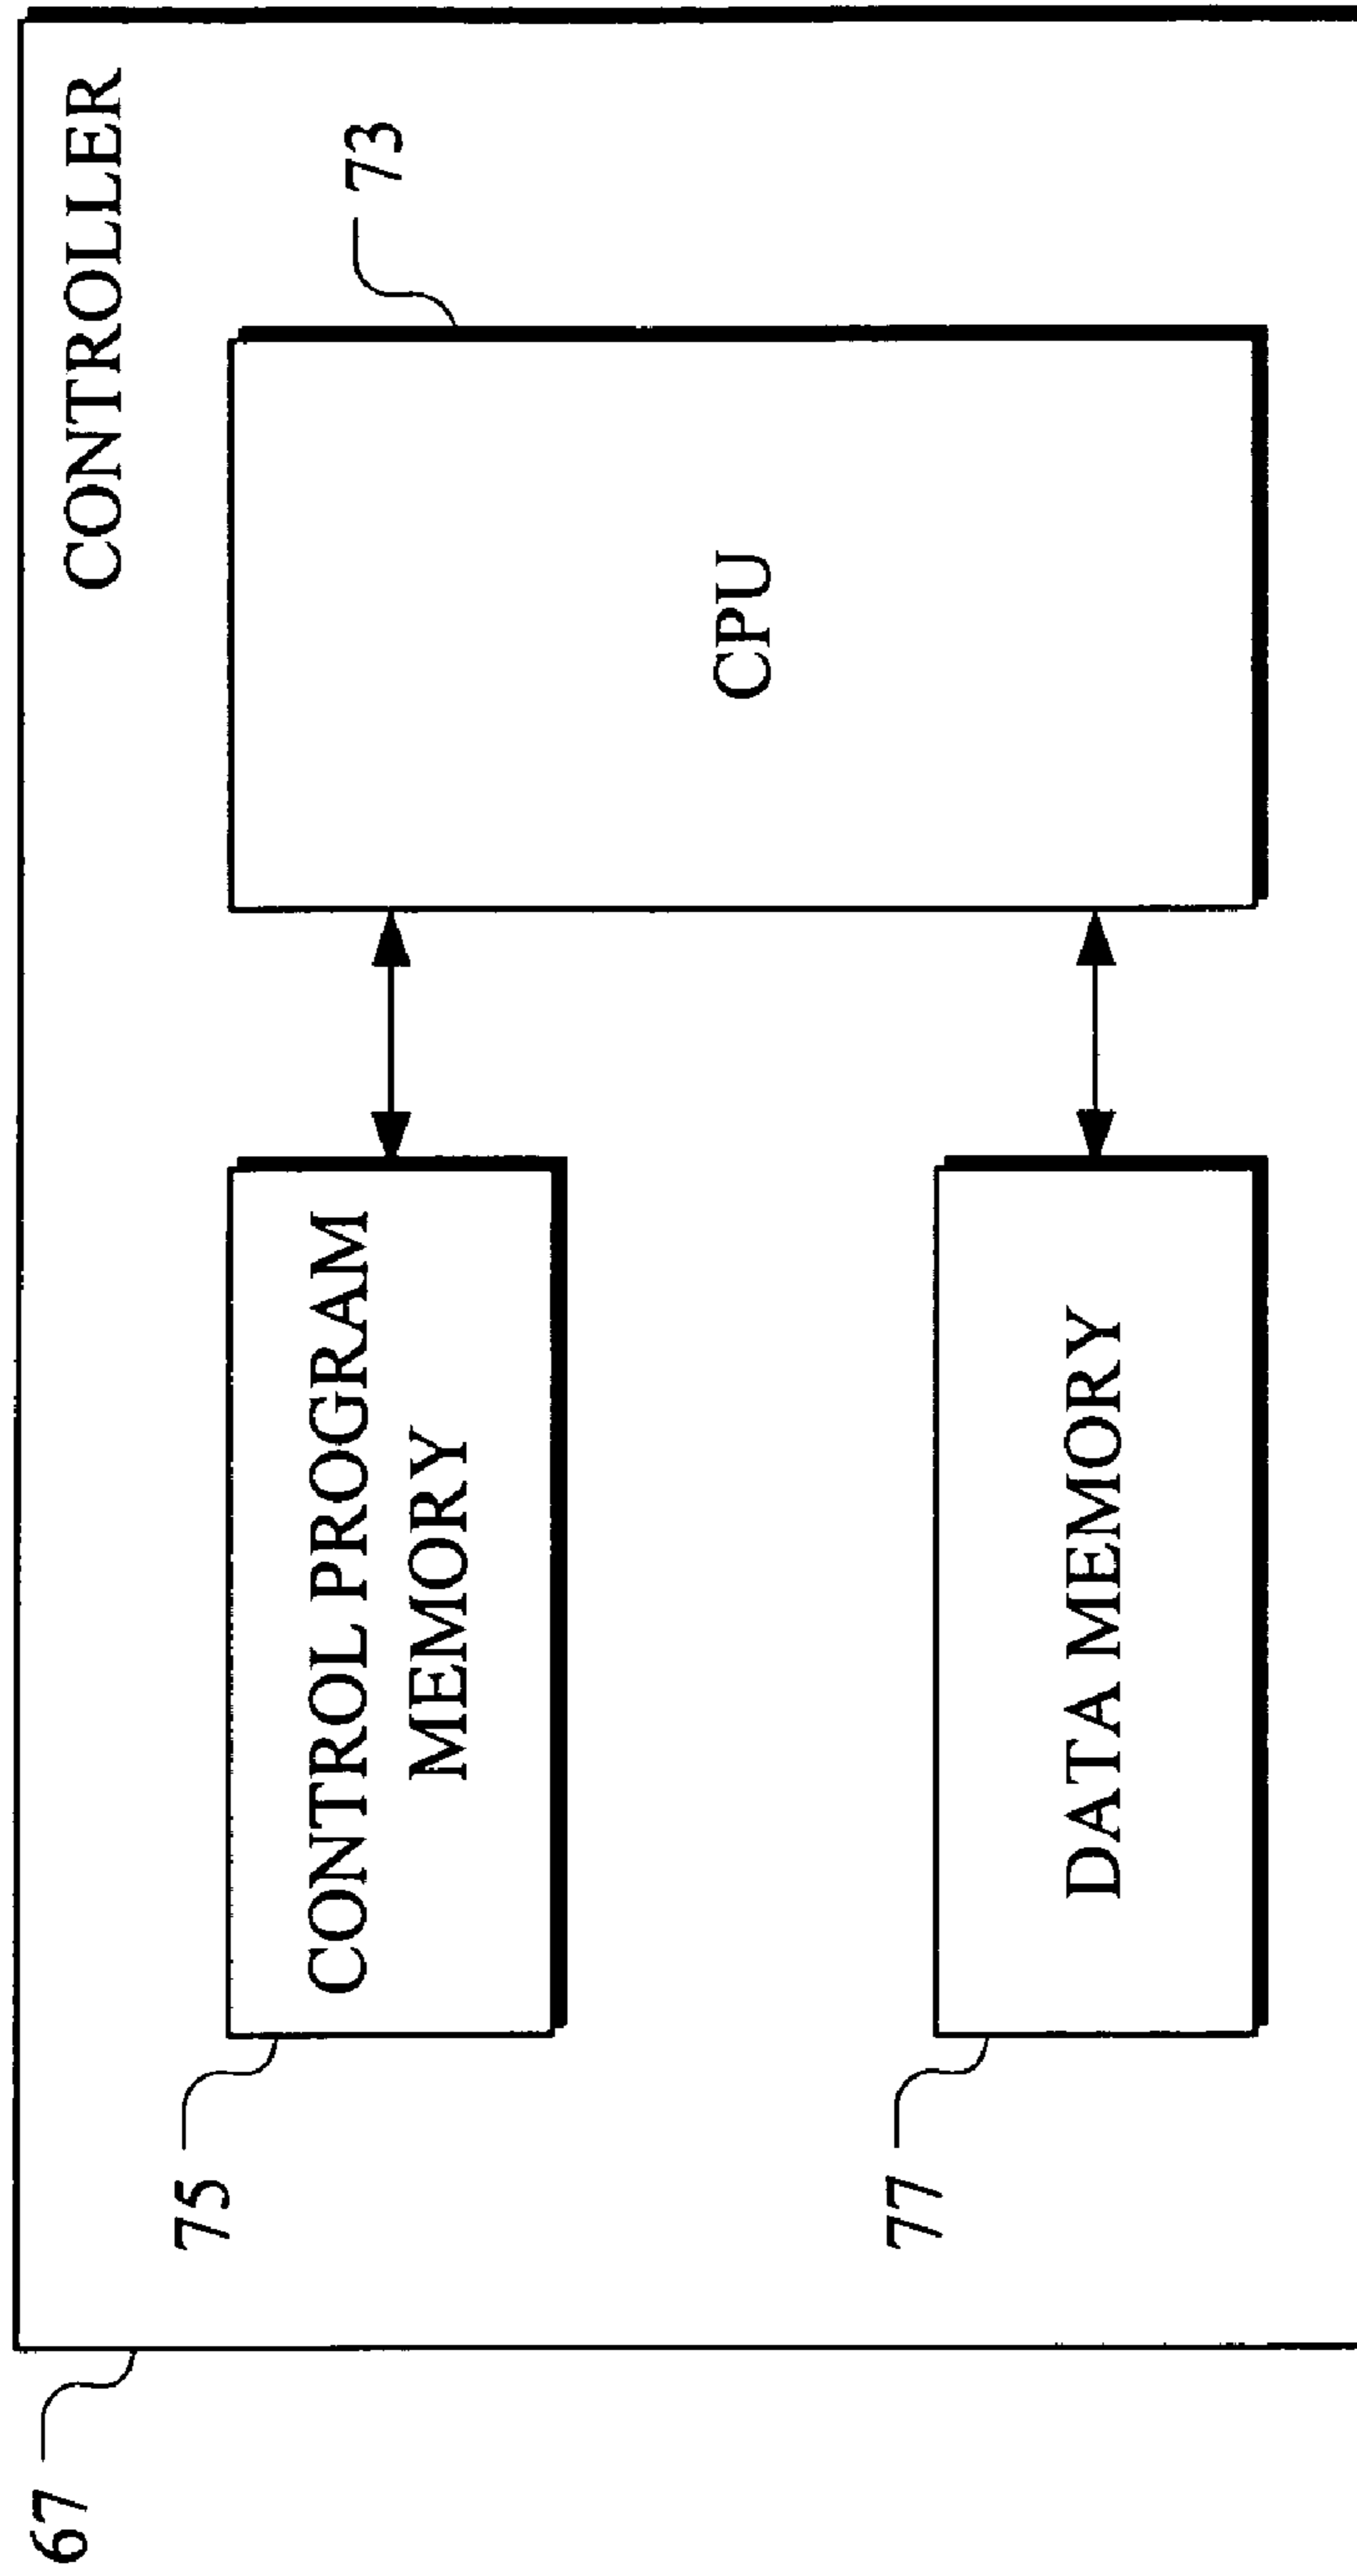 67
CONTROLLER
75
CONTROL PROGRAM
MEMORY
73
CPU
77
DATA MEMORY